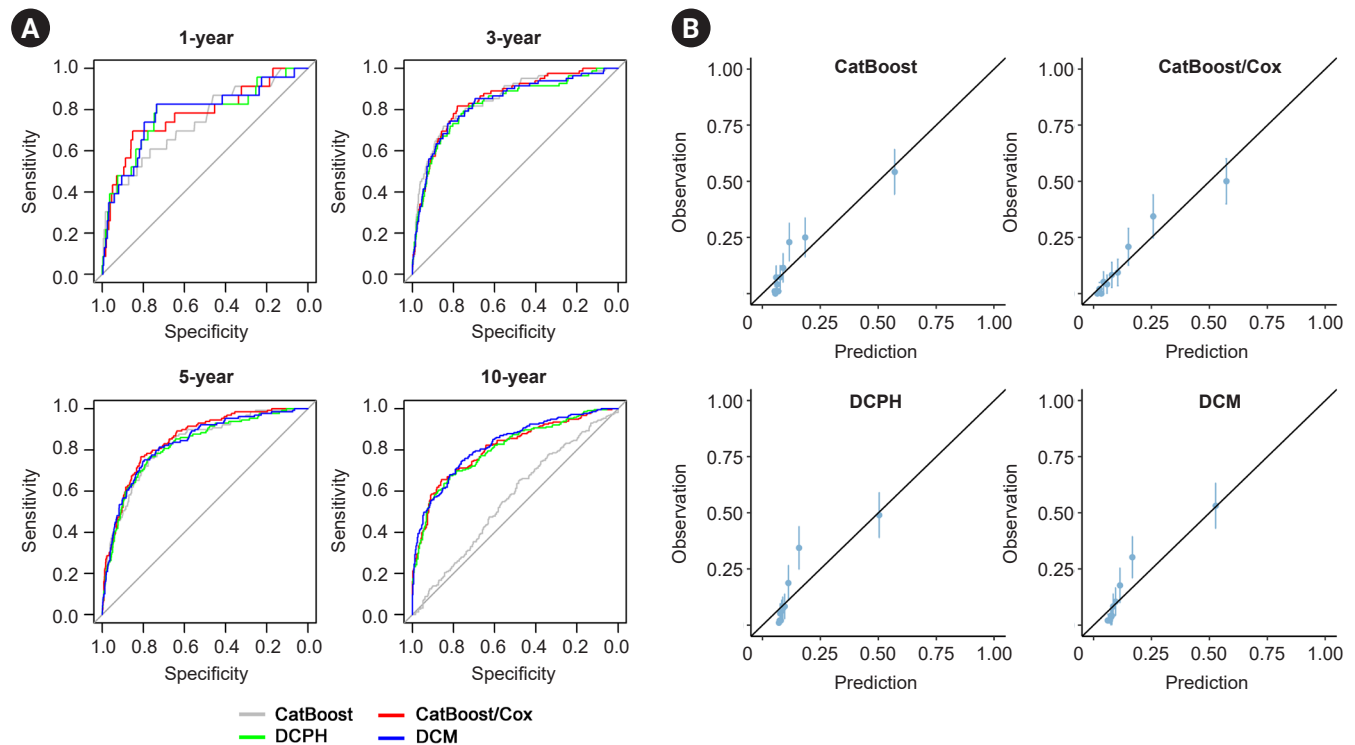 A
1-year
Sensitivity
1.0
0.8
0.6
0.4
0.2
0.0
1.0 0.8 0.6 0.4 0.2 0.0
Specificity
3-year
Sensitivity
1.0
0.8
0.6
0.4
0.2
0.0
1.0 0.8 0.6 0.4 0.2 0.0
Specificity
5-year
Sensitivity
1.0
0.8
0.6
0.4
0.2
0.0
1.0 0.8 0.6 0.4 0.2 0.0
Specificity
10-year
Sensitivity
1.0
0.8
0.6
0.4
0.2
0.0
1.0 0.8 0.6 0.4 0.2 0.0
Specificity
CatBoost CatBoost/Cox
DCPH DCM
B
CatBoost
Observation
1.00
0.75
0.50
0.25
0 0.25 0.50 0.75 1.00
Prediction
CatBoost/Cox
Observation
1.00
0.75
0.50
0.25
0 0.25 0.50 0.75 1.00
Prediction
DCPH
Observation
1.00
0.75
0.50
0.25
0 0.25 0.50 0.75 1.00
Prediction
DCM
Observation
1.00
0.75
0.50
0.25
0 0.25 0.50 0.75 1.00
Prediction